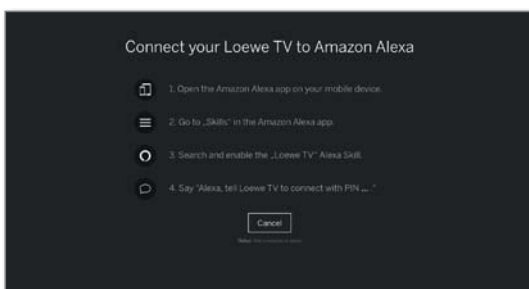 Connect your Loewe TV to Amazon Alexa
1. Open the Amazon Alexa app on your mobile device.
2. Go to „Skills" in the Amazon Alexa app.
3. Search and enable the „Loewe TV" Alexa Skill.
4. Say "Alexa, tell Loewe TV to connect with PIN .... "
Cancel